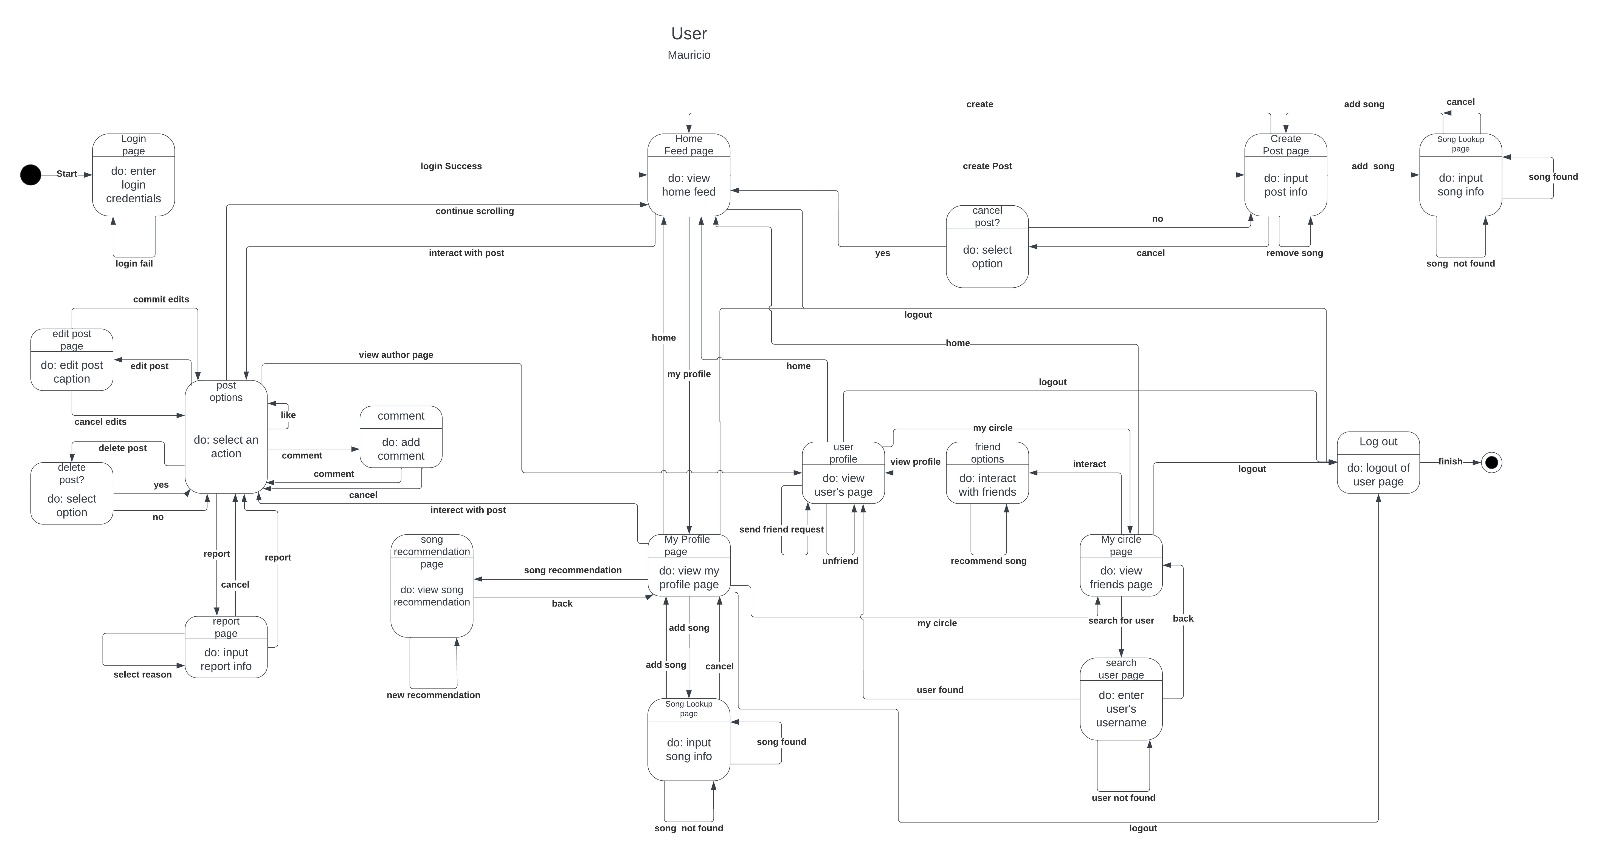 User
Mauricio
create
add song
cancel
Login
page
do: enter
login
credentials
Start
login fail
login Success
continue scrolling
interact with post
Home
Feed page
do: view
home feed
create Post
cancel
post?
do: select
option
no
yes
cancel
Create
Post page
do: input
post info
remove song
add  song
Song Lookup
page
do: input
song info
song found
song  not found
commit edits
edit post
page
do: edit post
caption
edit post
cancel edits
post
options
do: select an
action
like
view author page
comment
do: add
comment
comment
comment
cancel
delete post
delete
post?
do: select
option
yes
no
interect with post
report
cancel
report
report
page
do: input
report info
select reason
song
recommendation
page
do: view song
recommendation
song recommendation
back
new recommendation
home
my profile
logout
home
home
logout
my circle
user
profile
do: view
user's page
view profile
send friend request
unfriend
friend
options
do: interact
with friends
interact
recommend song
logout
Log out
do: logout of
user page
finish
My Profile
page
do: view my
profile page
add song
add song
cancel
my circle
My circle
page
do: view
friends page
search for user
back
user found
search
user page
do: enter
user's
username
user not found
Song Lookup
page
do: input
song info
song found
song  not found
logout